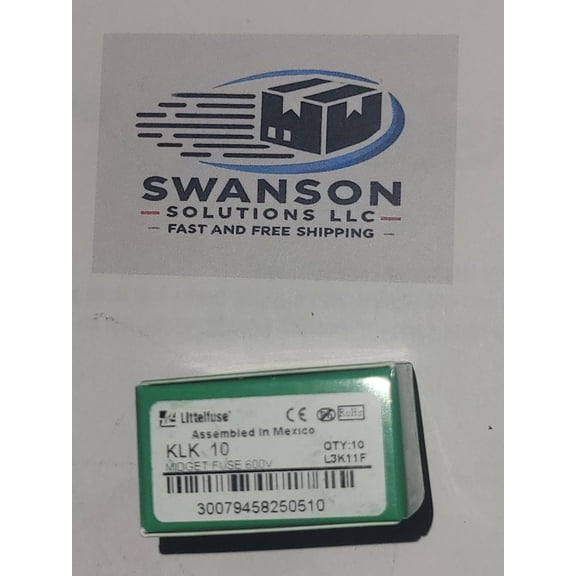 SWANSON
SOLUTIONS LLC
FAST AND FREE SHIPPING
Littelfuse®
CE Pb RoHS
Assembled in Mexico
KLK 10
QTY:10
MIDGET FUSE 600V
L3K11F
30079458250510